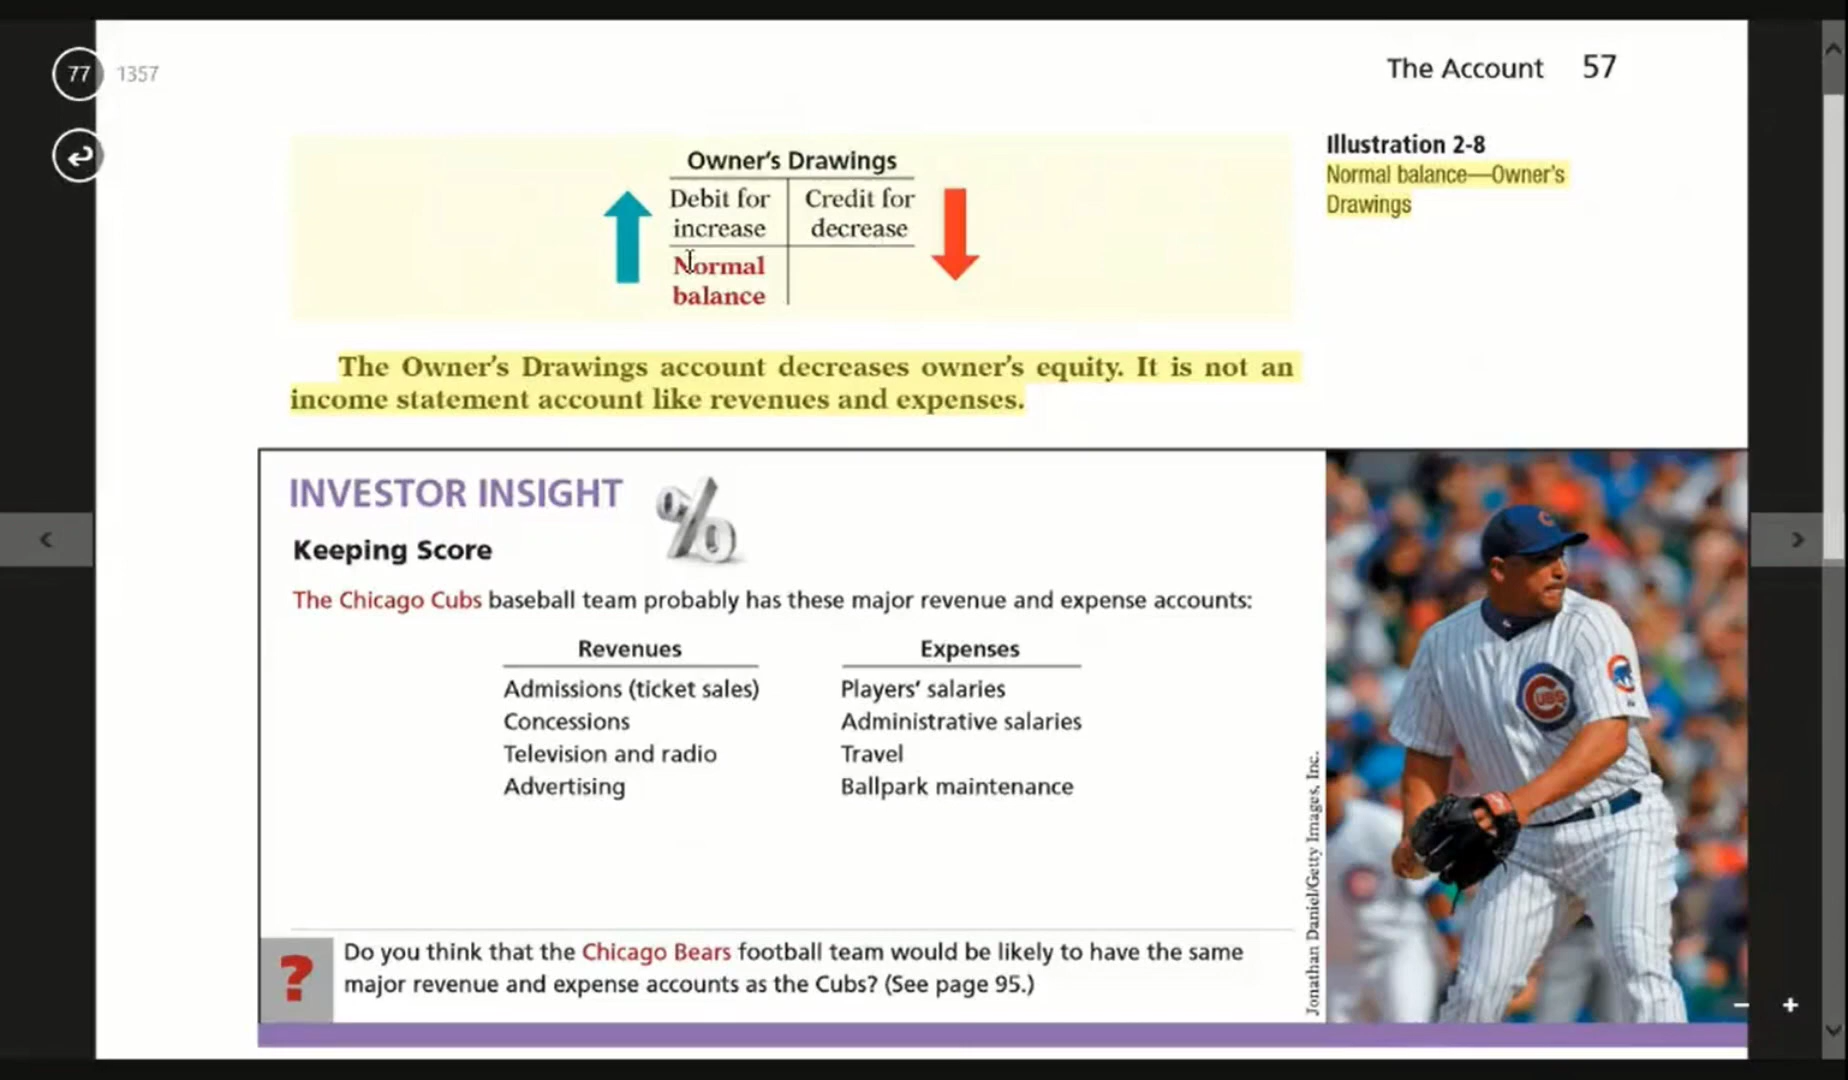 77 1357
The Account 57
Illustration 2-8
Normal balance—Owner's
Drawings
Owner's Drawings
Debit for Credit for
increase decrease
Normal
balance
The Owner's Drawings account decreases owner's equity. It is not an
income statement account like revenues and expenses.
INVESTOR INSIGHT %
Keeping Score
The Chicago Cubs baseball team probably has these major revenue and expense accounts:
Revenues Expenses
Admissions (ticket sales) Players' salaries
Concessions Administrative salaries
Television and radio Travel
Advertising Ballpark maintenance
C
CUBS
Jonathan Daniel/Getty Images, Inc.
? Do you think that the Chicago Bears football team would be likely to have the same
major revenue and expense accounts as the Cubs? (See page 95.)